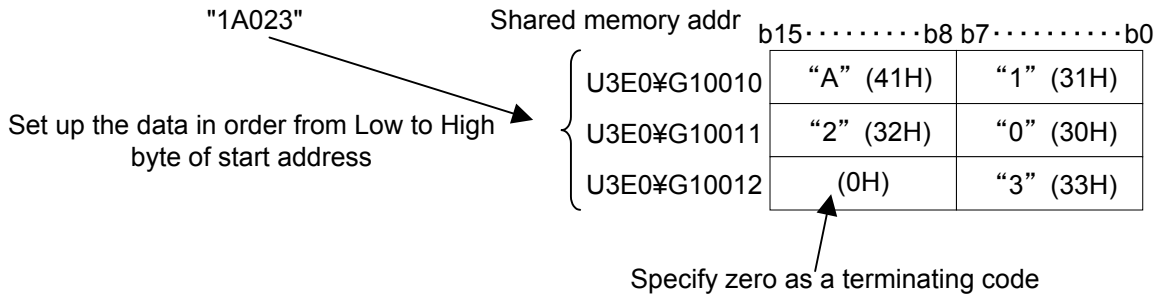 "1A023"
Shared memory addr
b15·········b8 b7··········b0
U3E0¥G10010 “A” (41H) “1” (31H)
Set up the data in order from Low to High
byte of start address
U3E0¥G10011 “2” (32H) “0” (30H)
U3E0¥G10012 (0H) “3” (33H)
Specify zero as a terminating code